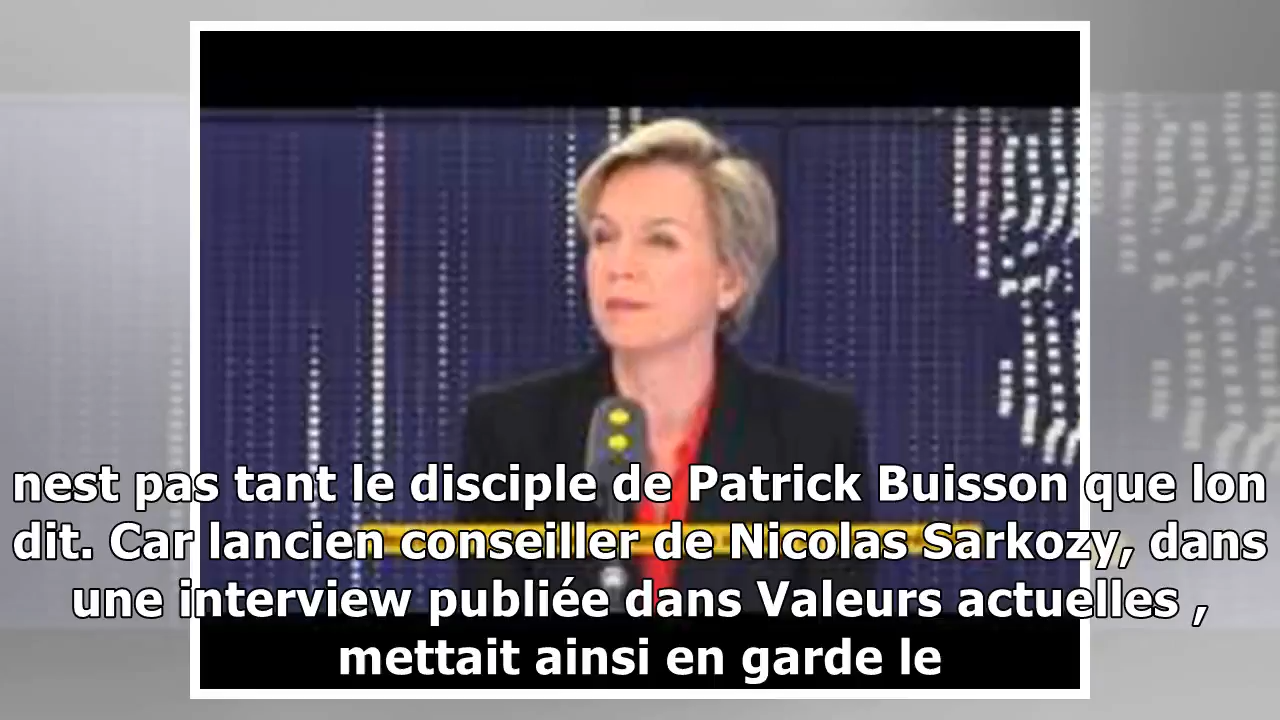 nest pas tant le disciple de Patrick Buisson que lon
dit. Car lancien conseiller de Nicolas Sarkozy, dans
une interview publiée dans Valeurs actuelles ,
mettait ainsi en garde le